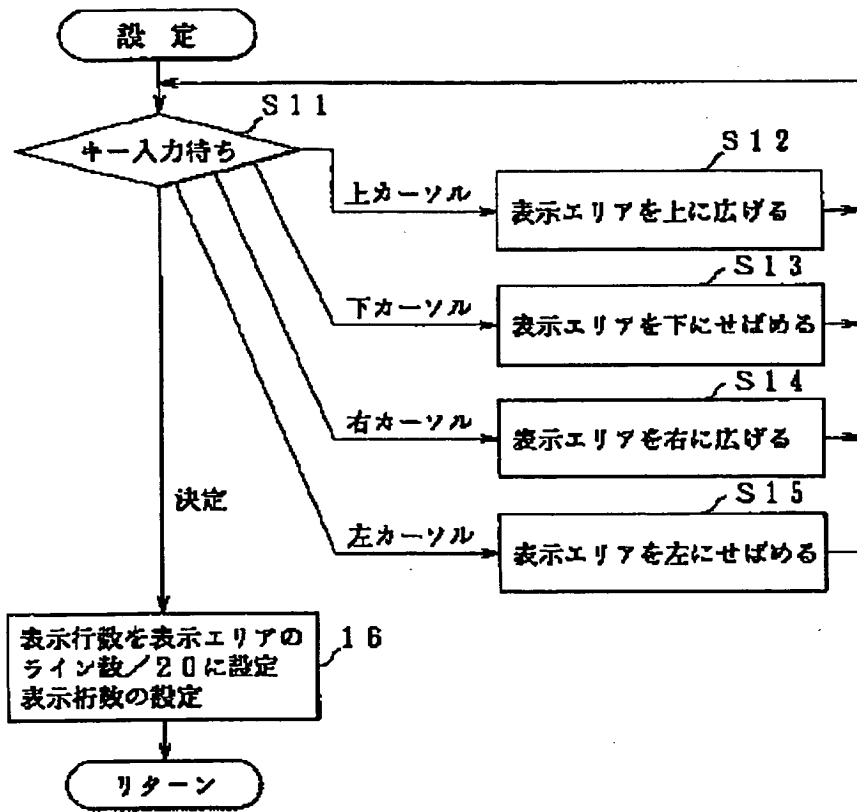 設 定
S11
キー入力待ち
S12
上カーソル
表示エリアを上に広げる
S13
下カーソル
表示エリアを下にせばめる
S14
右カーソル
表示エリアを右に広げる
S15
左カーソル
表示エリアを左にせばめる
決定
16
表示行数を表示エリアの
ライン数/20に設定
表示桁数の設定
リターン